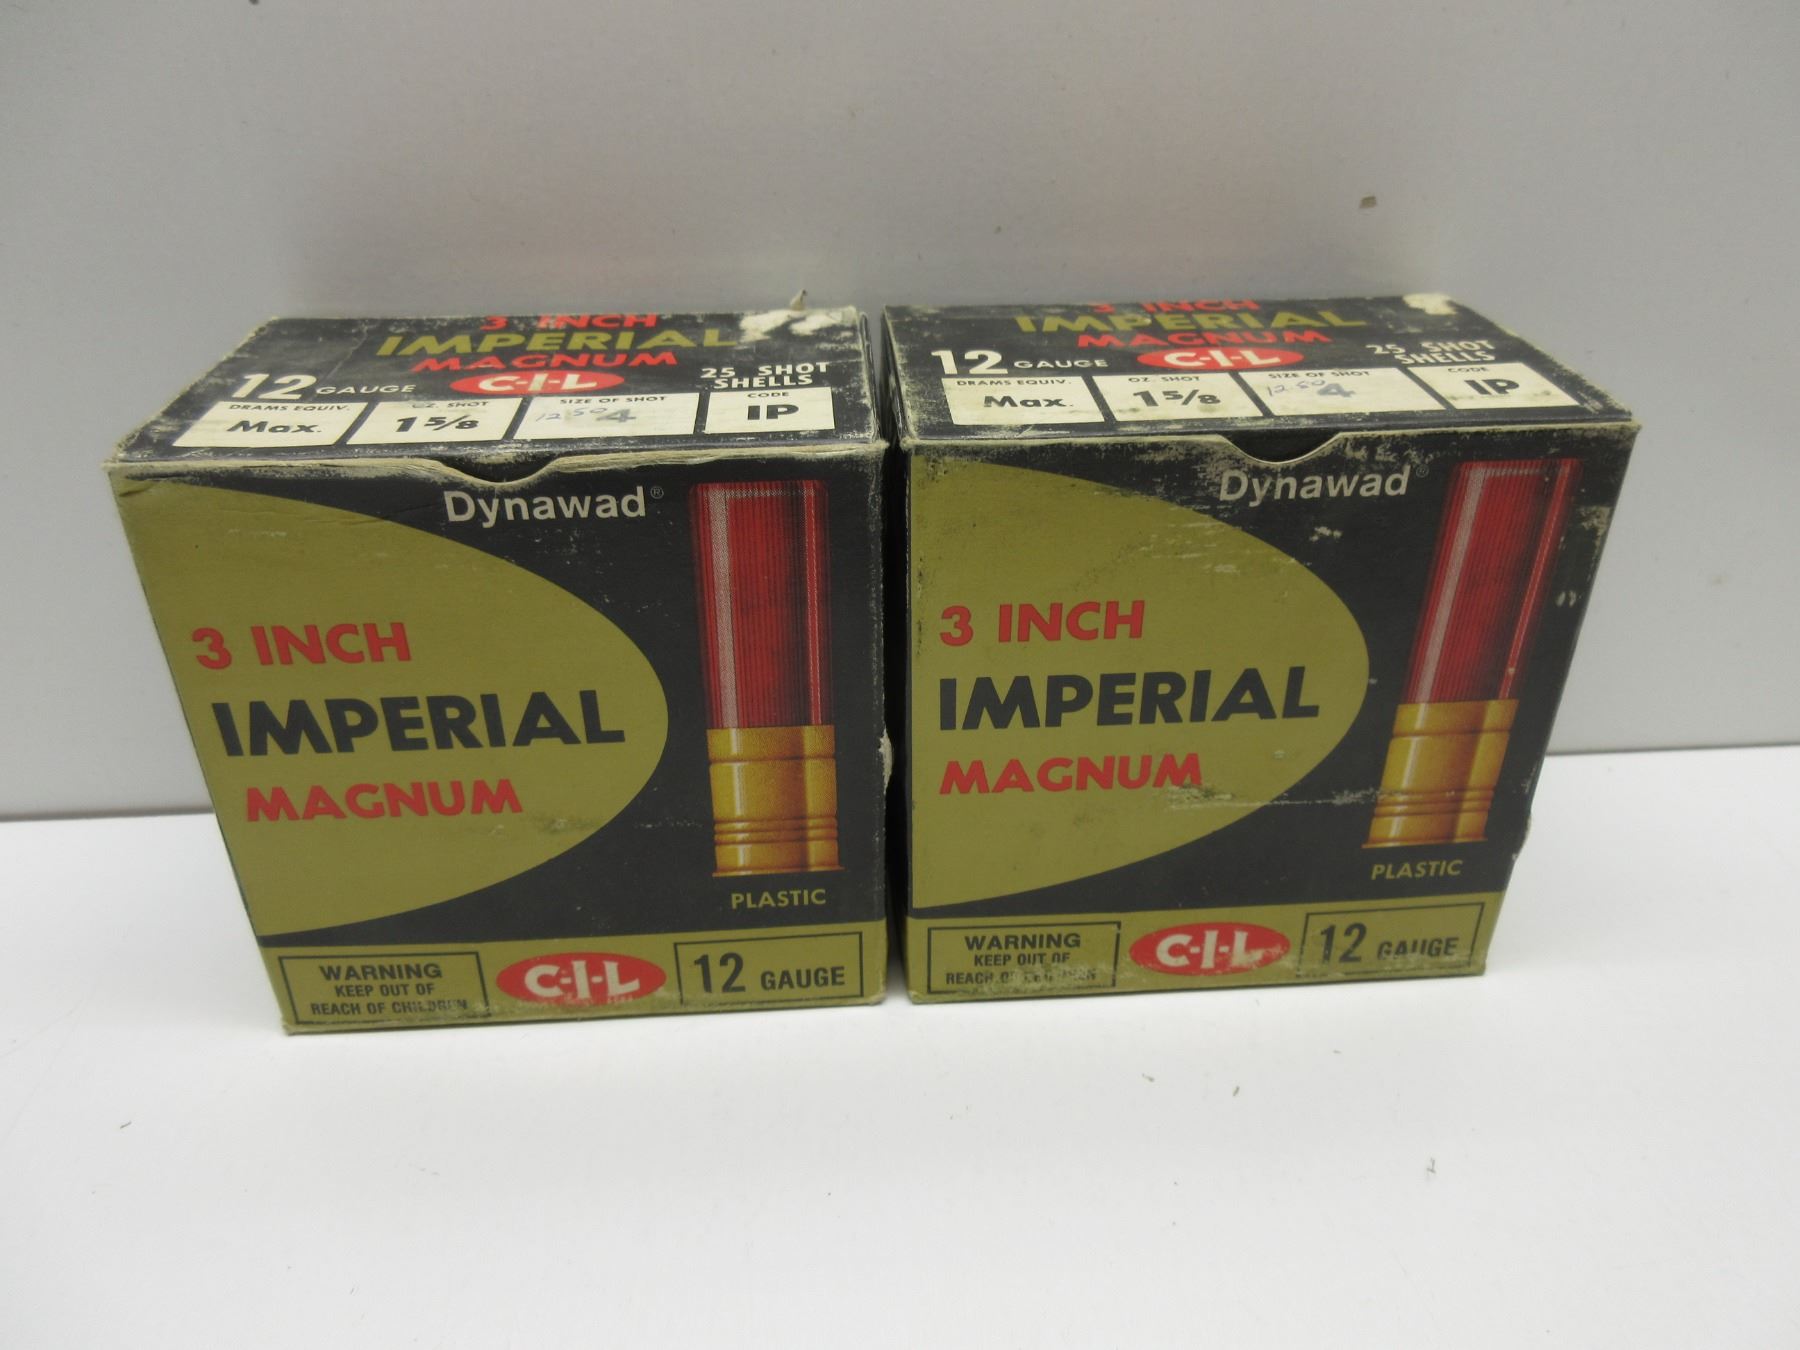 3 INCH
IMPERIAL
MAGNUM
12 GAUGE
C-I-L
25 SHOT
SHELLS
DRAMS EQUIV.
Max.
OZ. SHOT
1 5/8
SIZE OF SHOT
12.50 4
CODE
IP
Dynawad®
3 INCH
IMPERIAL
MAGNUM
PLASTIC
WARNING
KEEP OUT OF
REACH OF CHILDREN
C-I-L
12 GAUGE
3 INCH
IMPERIAL
MAGNUM
12 GAUGE
C-I-L
25 SHOT
SHELLS
DRAMS EQUIV.
Max.
OZ. SHOT
1 5/8
SIZE OF SHOT
12.50 4
CODE
IP
Dynawad®
3 INCH
IMPERIAL
MAGNUM
PLASTIC
WARNING
KEEP OUT OF
REACH OF CHILDREN
C-I-L
12 GAUGE